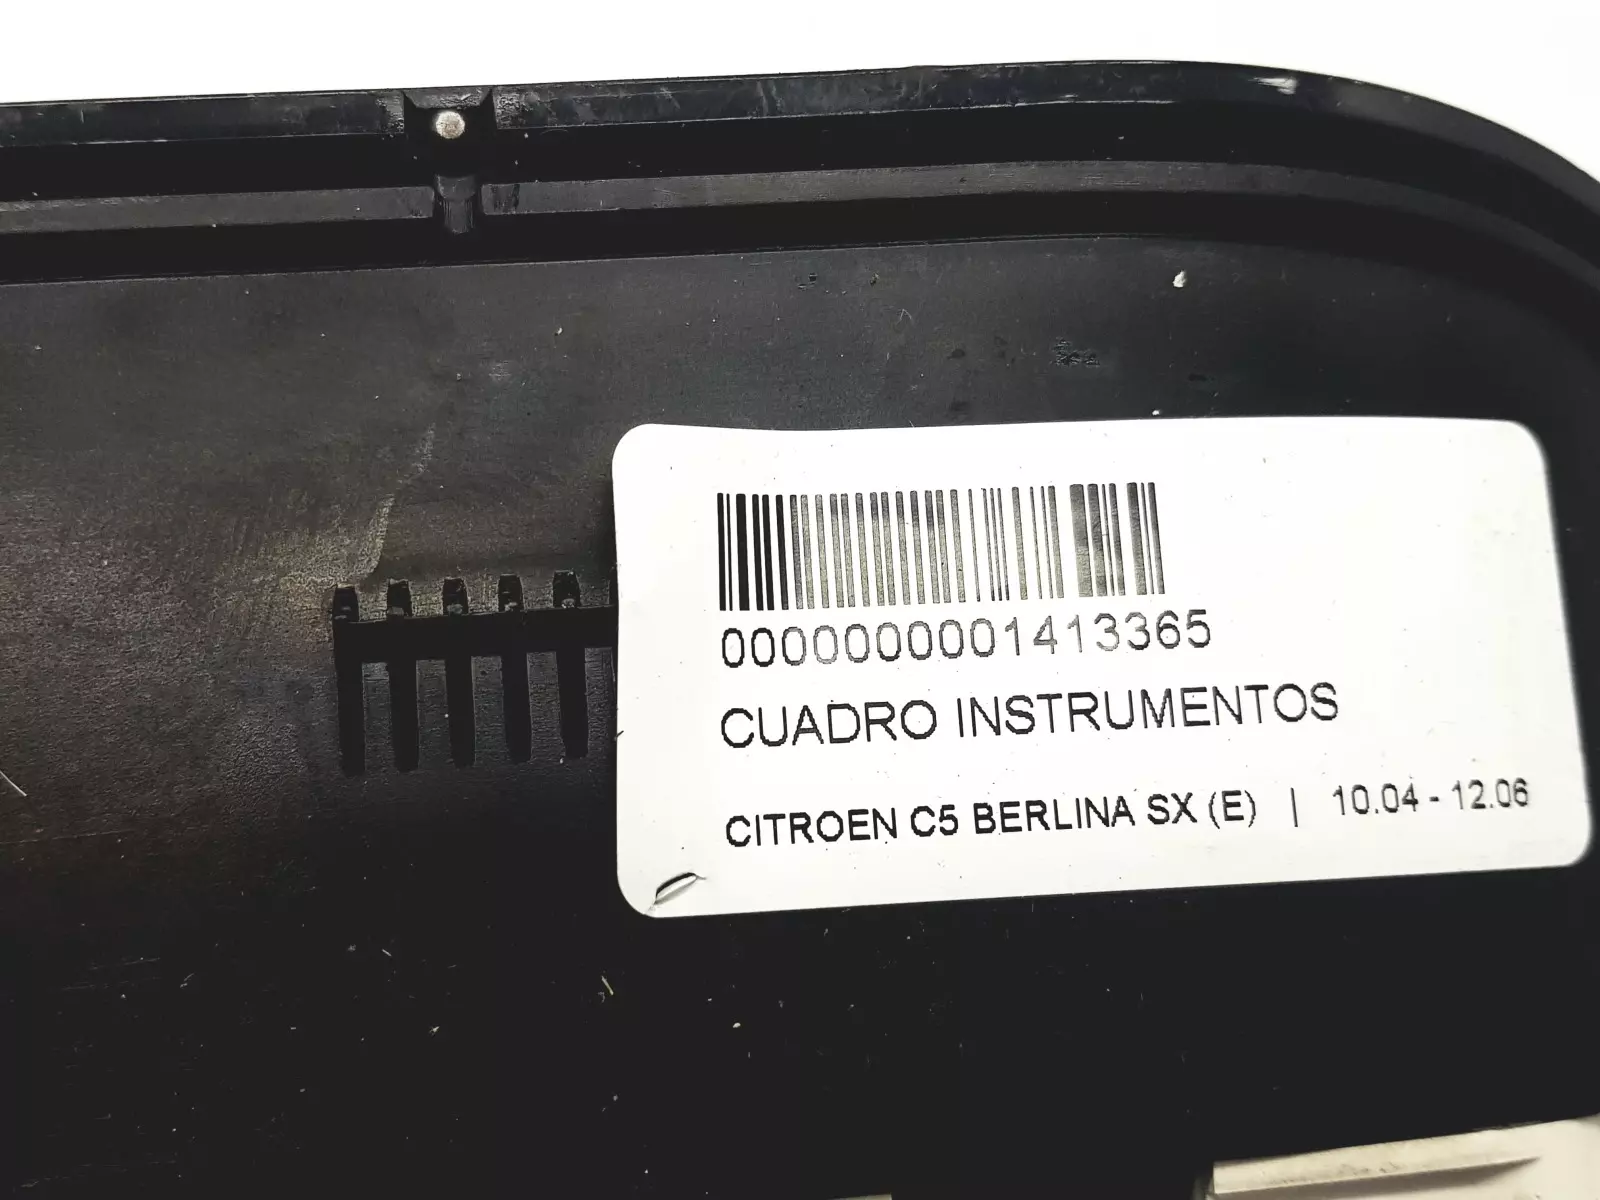 0000000001413365
CUADRO INSTRUMENTOS
CITROEN C5 BERLINA SX (E) | 10.04 - 12.06